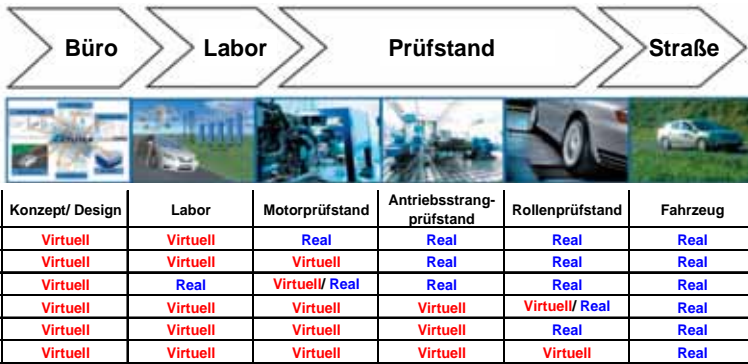 Büro Labor Prüfstand Straße
Konzept/ Design Labor Motorprüfstand Antriebsstrang- Rollenprüfstand Fahrzeug
prüfstand
Virtuell Virtuell Real Real Real Real
Virtuell Virtuell Virtuell Real Real Real
Virtuell Real Virtuell/ Real Real Real Real
Virtuell Virtuell Virtuell Virtuell Virtuell/ Real Real
Virtuell Virtuell Virtuell Virtuell Real Real
Virtuell Virtuell Virtuell Virtuell Virtuell Real